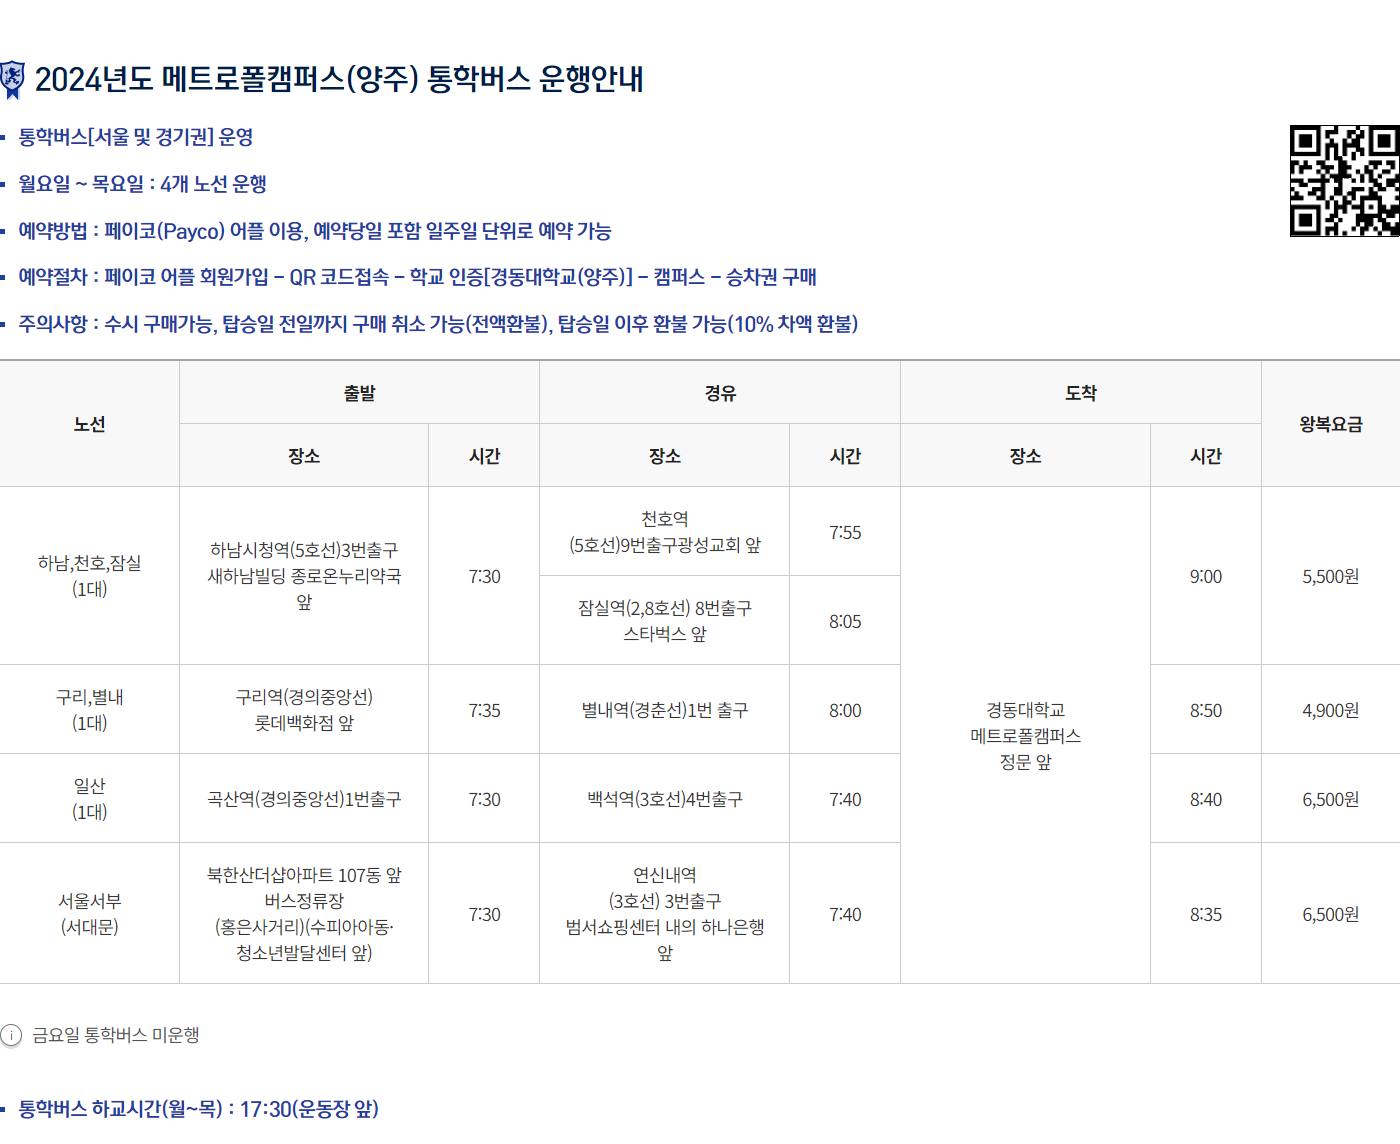 2024년도 메트로폴캠퍼스(양주) 통학버스 운행안내
통학버스[서울 및 경기권] 운영
월요일 ~ 목요일 : 4개 노선 운행
예약방법 : 페이코(Payco) 어플 이용, 예약당일 포함 일주일 단위로 예약 가능
예약절차 : 페이코 어플 회원가입 - QR 코드접속 - 학교 인증[경동대학교(양주)] - 캠퍼스 - 승차권 구매
주의사항 : 수시 구매가능, 탑승일 전일까지 구매 취소 가능(전액환불), 탑승일 이후 환불 가능(10% 차액 환불)
노선
출발
경유
도착
왕복요금
장소
시간
장소
시간
장소
시간
하남,천호,잠실
(1대)
하남시청역(5호선)3번출구
새하남빌딩 종로온누리약국
앞
7:30
천호역
(5호선)9번출구광성교회 앞
7:55
잠실역(2,8호선) 8번출구
스타벅스 앞
8:05
경동대학교
메트로폴캠퍼스
정문 앞
9:00
5,500원
구리,별내
(1대)
구리역(경의중앙선)
롯데백화점 앞
7:35
별내역(경춘선)1번 출구
8:00
8:50
4,900원
일산
(1대)
곡산역(경의중앙선)1번출구
7:30
백석역(3호선)4번출구
7:40
8:40
6,500원
서울서부
(서대문)
북한산더샵아파트 107동 앞
버스정류장
(홍은사거리)(수피아아동·
청소년발달센터 앞)
7:30
연신내역
(3호선) 3번출구
범서쇼핑센터 내의 하나은행
앞
7:40
8:35
6,500원
금요일 통학버스 미운행
통학버스 하교시간(월~목) : 17:30(운동장 앞)